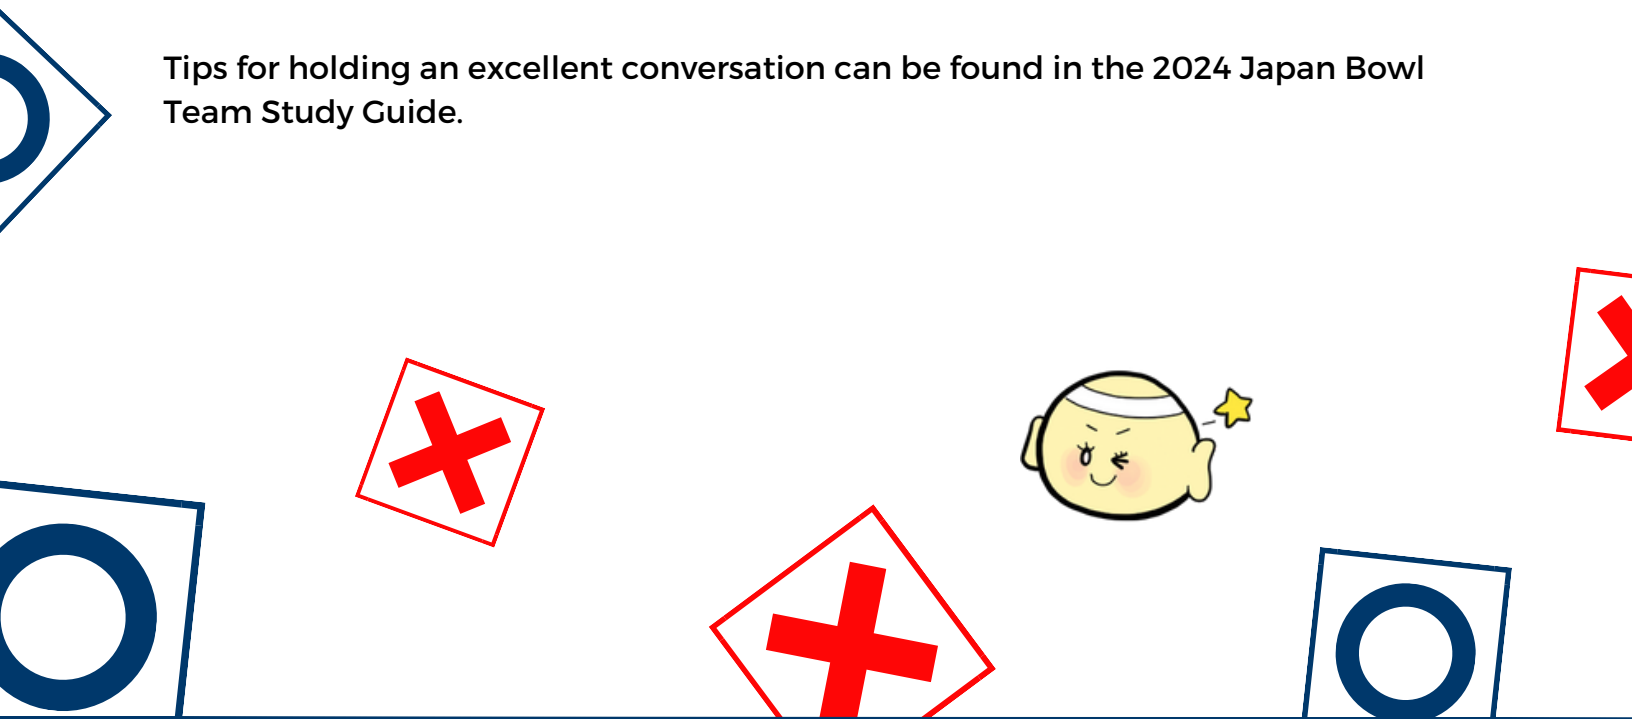 Tips for holding an excellent conversation can be found in the 2024 Japan Bowl
Team Study Guide.